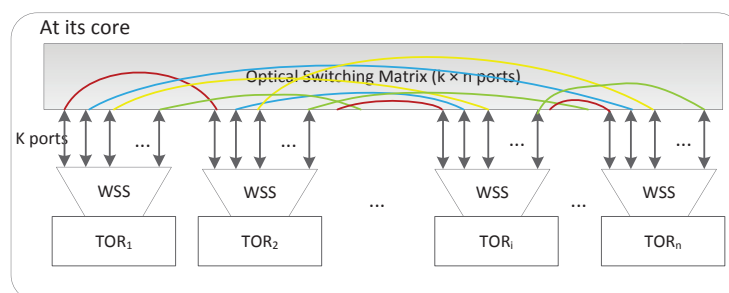 At its core
Optical Switching Matrix (k × n ports)
K ports
... ... ... ...
WSS WSS WSS WSS
... ...
TOR₁ TOR₂ TORᵢ TORₙ